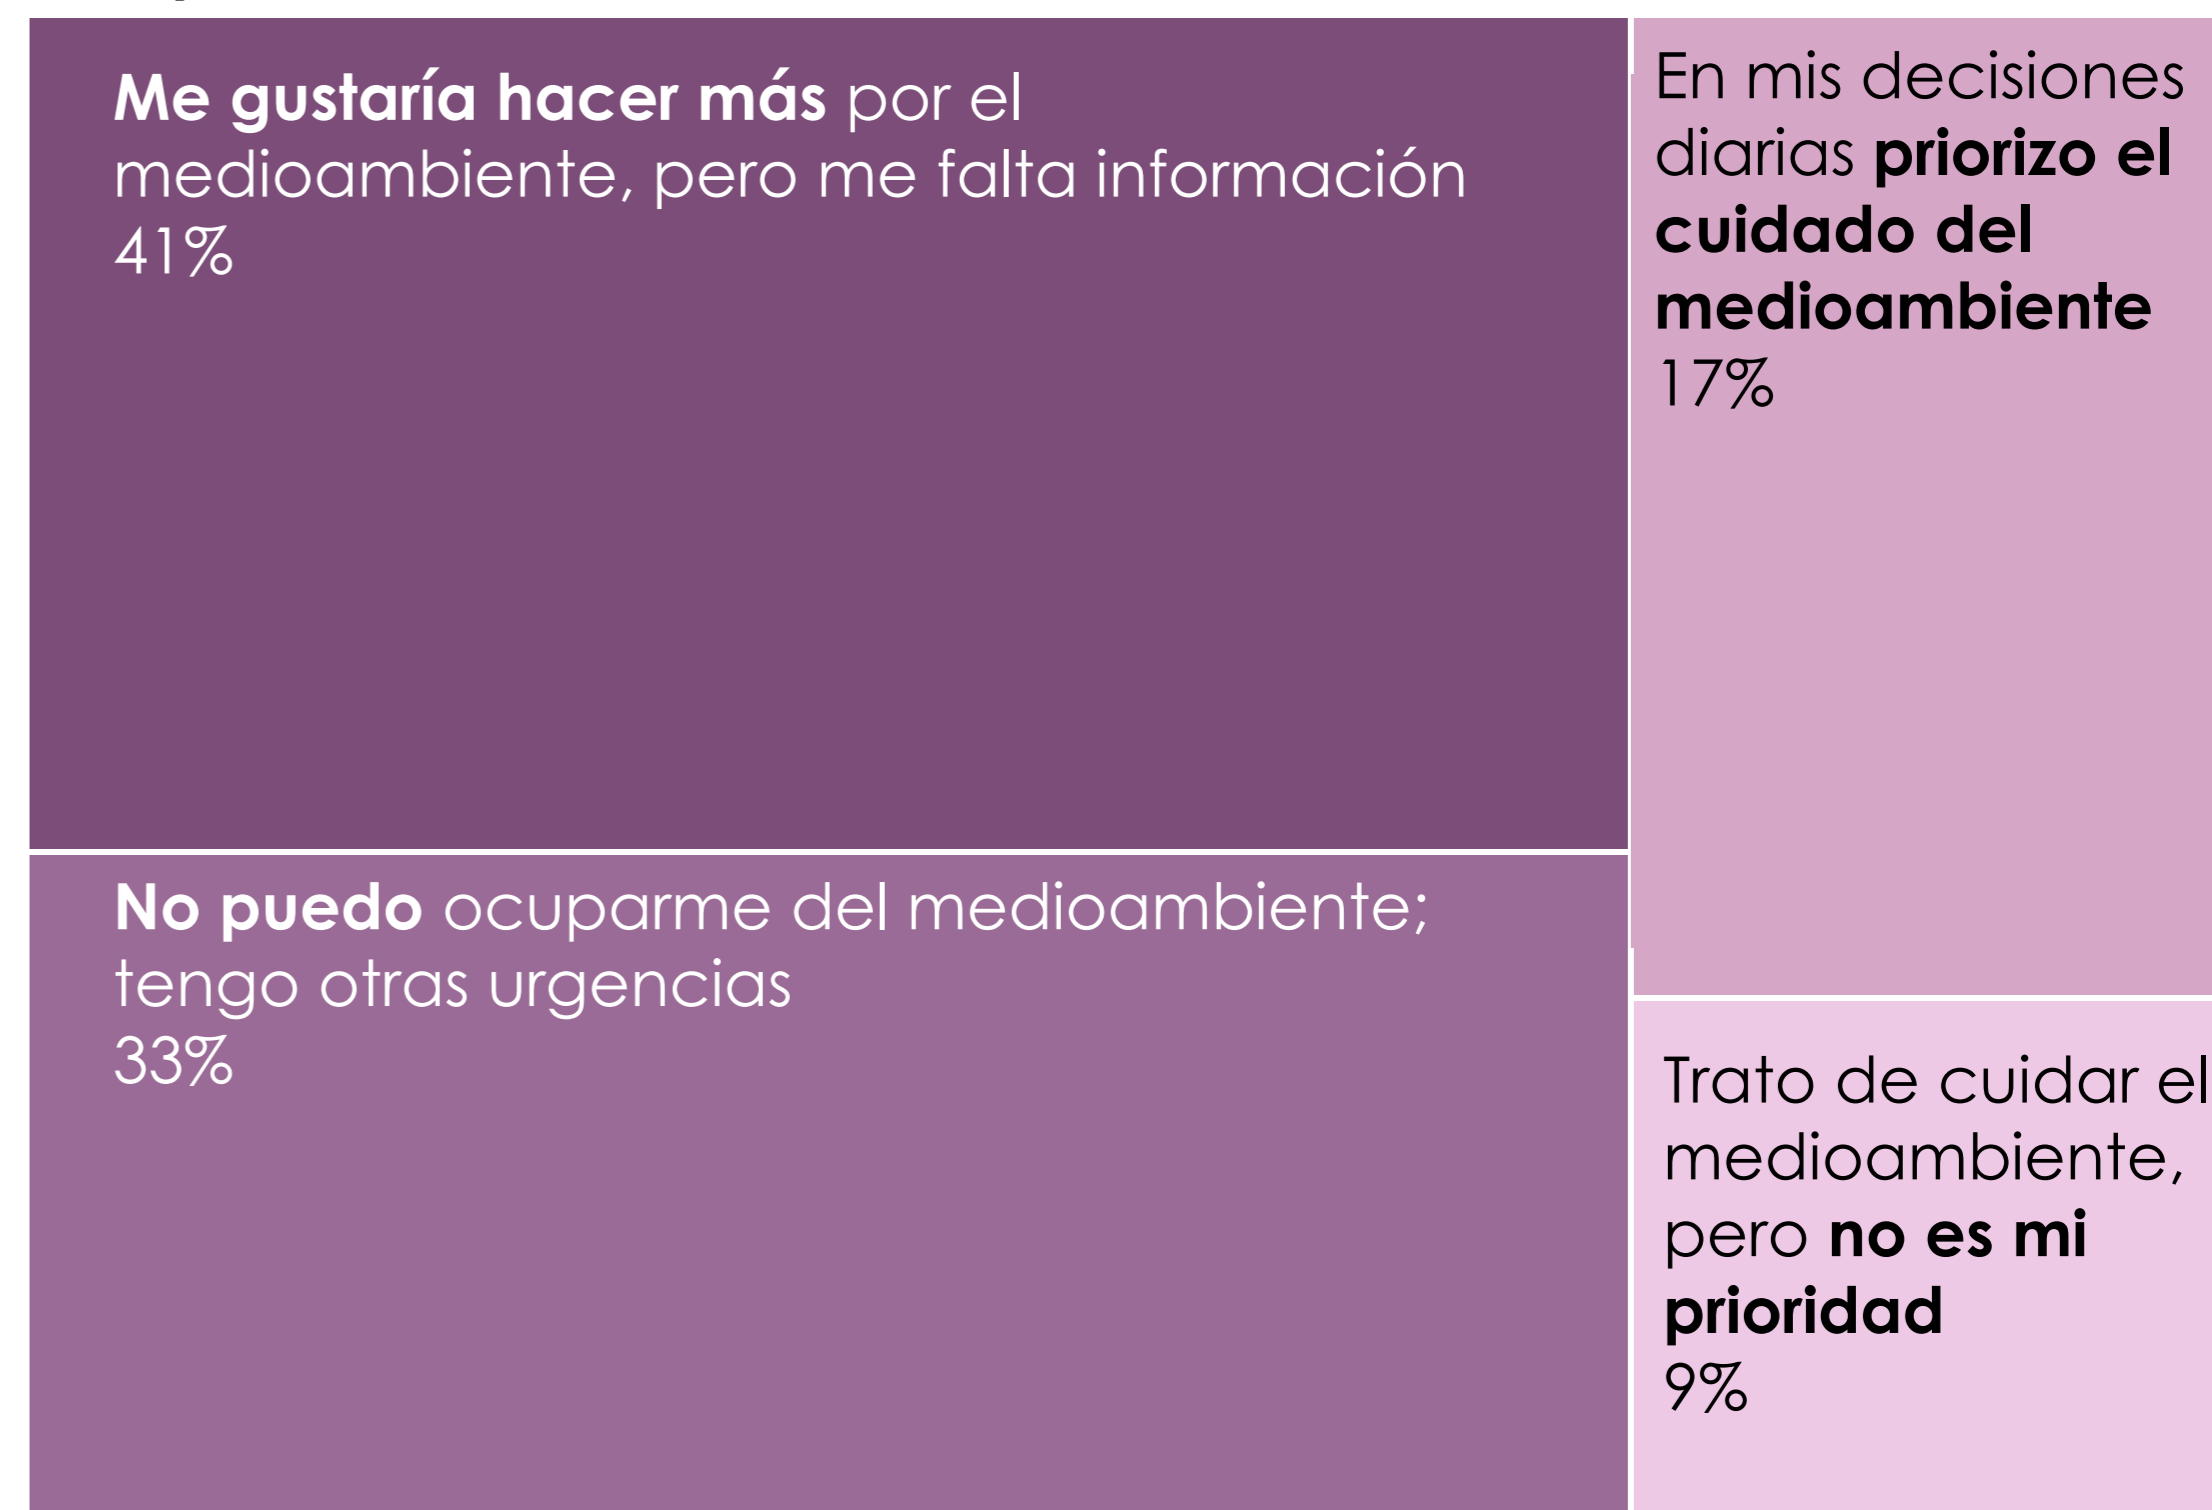 Me gustaría hacer más por el
medioambiente, pero me falta información
41%
En mis decisiones
diarias priorizo el
cuidado del
medioambiente
17%
No puedo ocuparme del medioambiente;
tengo otras urgencias
33%
Trato de cuidar el
medioambiente,
pero no es mi
prioridad
9%